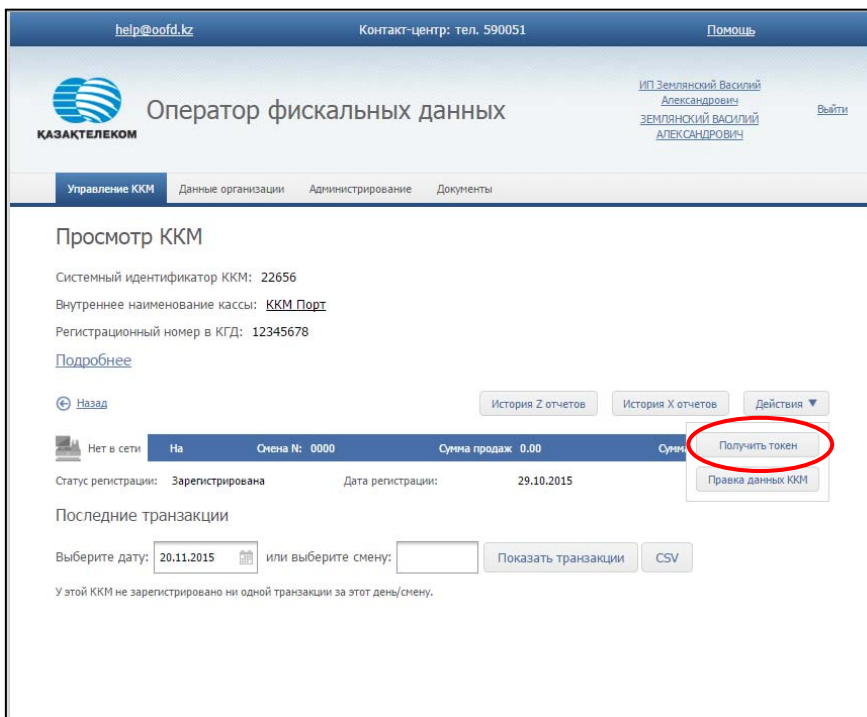 help@oofd.kz Контакт-центр: тел. 590051 Помощь
ИП Землянский Василий
Александрович
ЗЕМЛЯНСКИЙ ВАСИЛИЙ
АЛЕКСАНДРОВИЧ
Выйти
ҚАЗАҚТЕЛЕКОМ
Оператор фискальных данных
Управление ККМ Данные организации Администрирование Документы
Просмотр ККМ
Системный идентификатор ККМ: 22656
Внутреннее наименование кассы: ККМ Порт
Регистрационный номер в КГД: 12345678
Подробнее
Назад История Z отчетов История X отчетов Действия ▼
Нет в сети На Смена №: 0000 Сумма продаж 0.00 Сумма Получить токен
Статус регистрации: Зарегистрирована Дата регистрации: 29.10.2015 Правка данных ККМ
Последние транзакции
Выберите дату: 20.11.2015 или выберите смену: Показать транзакции CSV
У этой ККМ не зарегистрировано ни одной транзакции за этот день/смену.